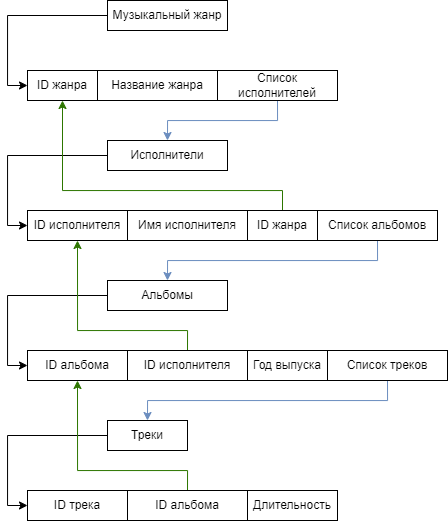 Музыкальный жанр
ID жанра Название жанра Список
исполнителей
Исполнители
ID исполнителя Имя исполнителя ID жанра Список альбомов
Альбомы
ID альбома ID исполнителя Год выпуска Список треков
Треки
ID трека ID альбома Длительность